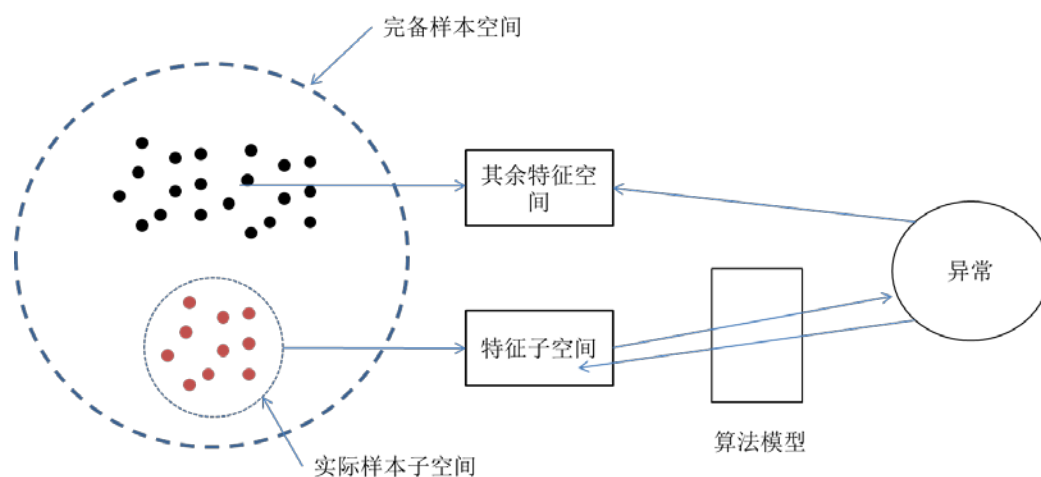 完备样本空间
其余特征空
间
异常
特征子空间
算法模型
实际样本子空间